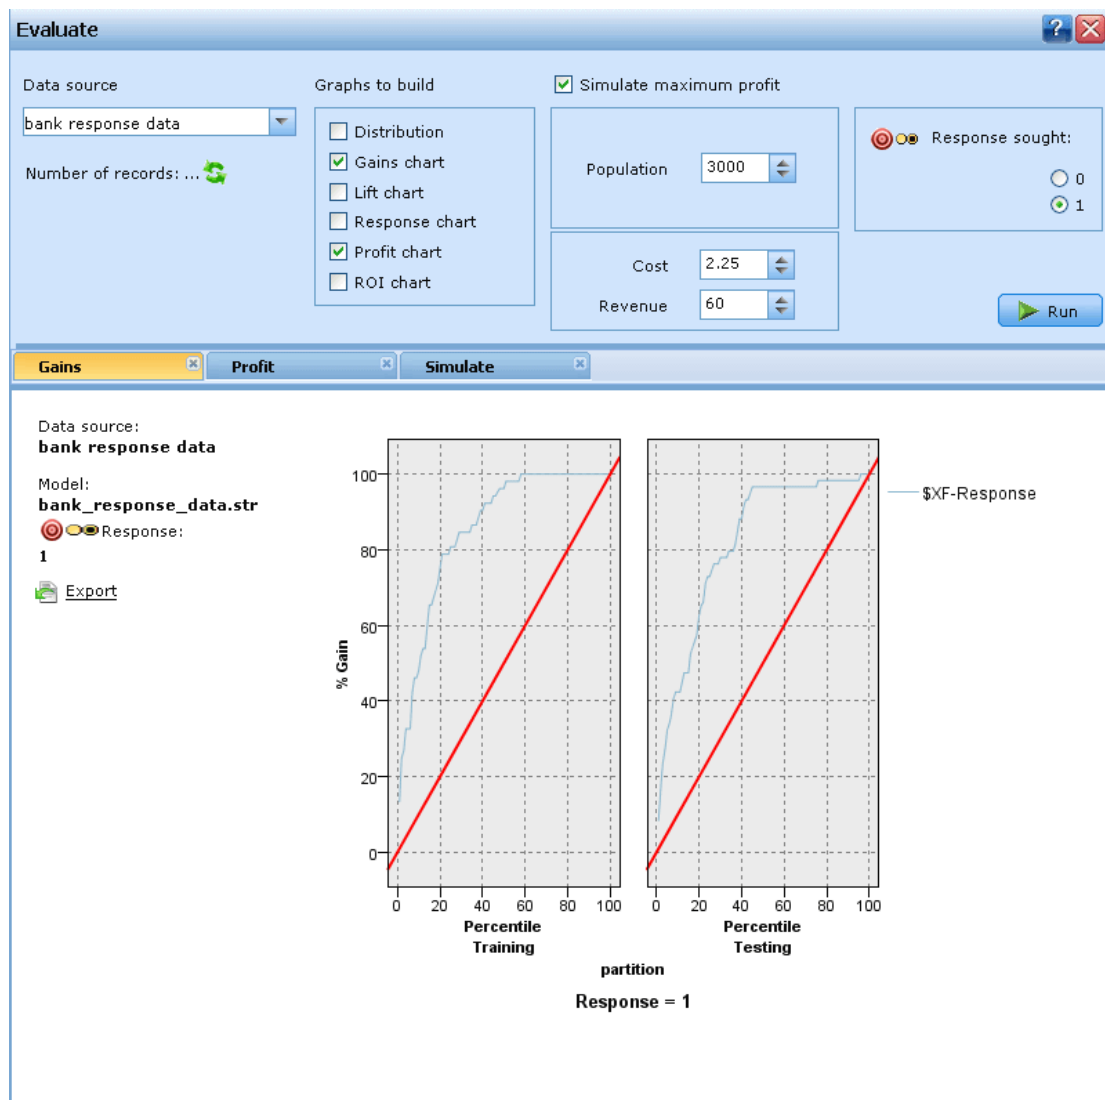 Evaluate
?
Data source
bank response data
Number of records: ...
Graphs to build
Distribution
Gains chart
Lift chart
Response chart
Profit chart
ROI chart
Simulate maximum profit
Population 3000
Cost 2.25
Revenue 60
Response sought:
0
1
Run
Gains Profit Simulate
Data source:
bank response data
Model:
bank_response_data.str
Response:
1
Export
% Gain
100
80
60
40
20
0
0 20 40 60 80 100
Percentile
Training
0 20 40 60 80 100
Percentile
Testing
partition
Response = 1
$XF-Response